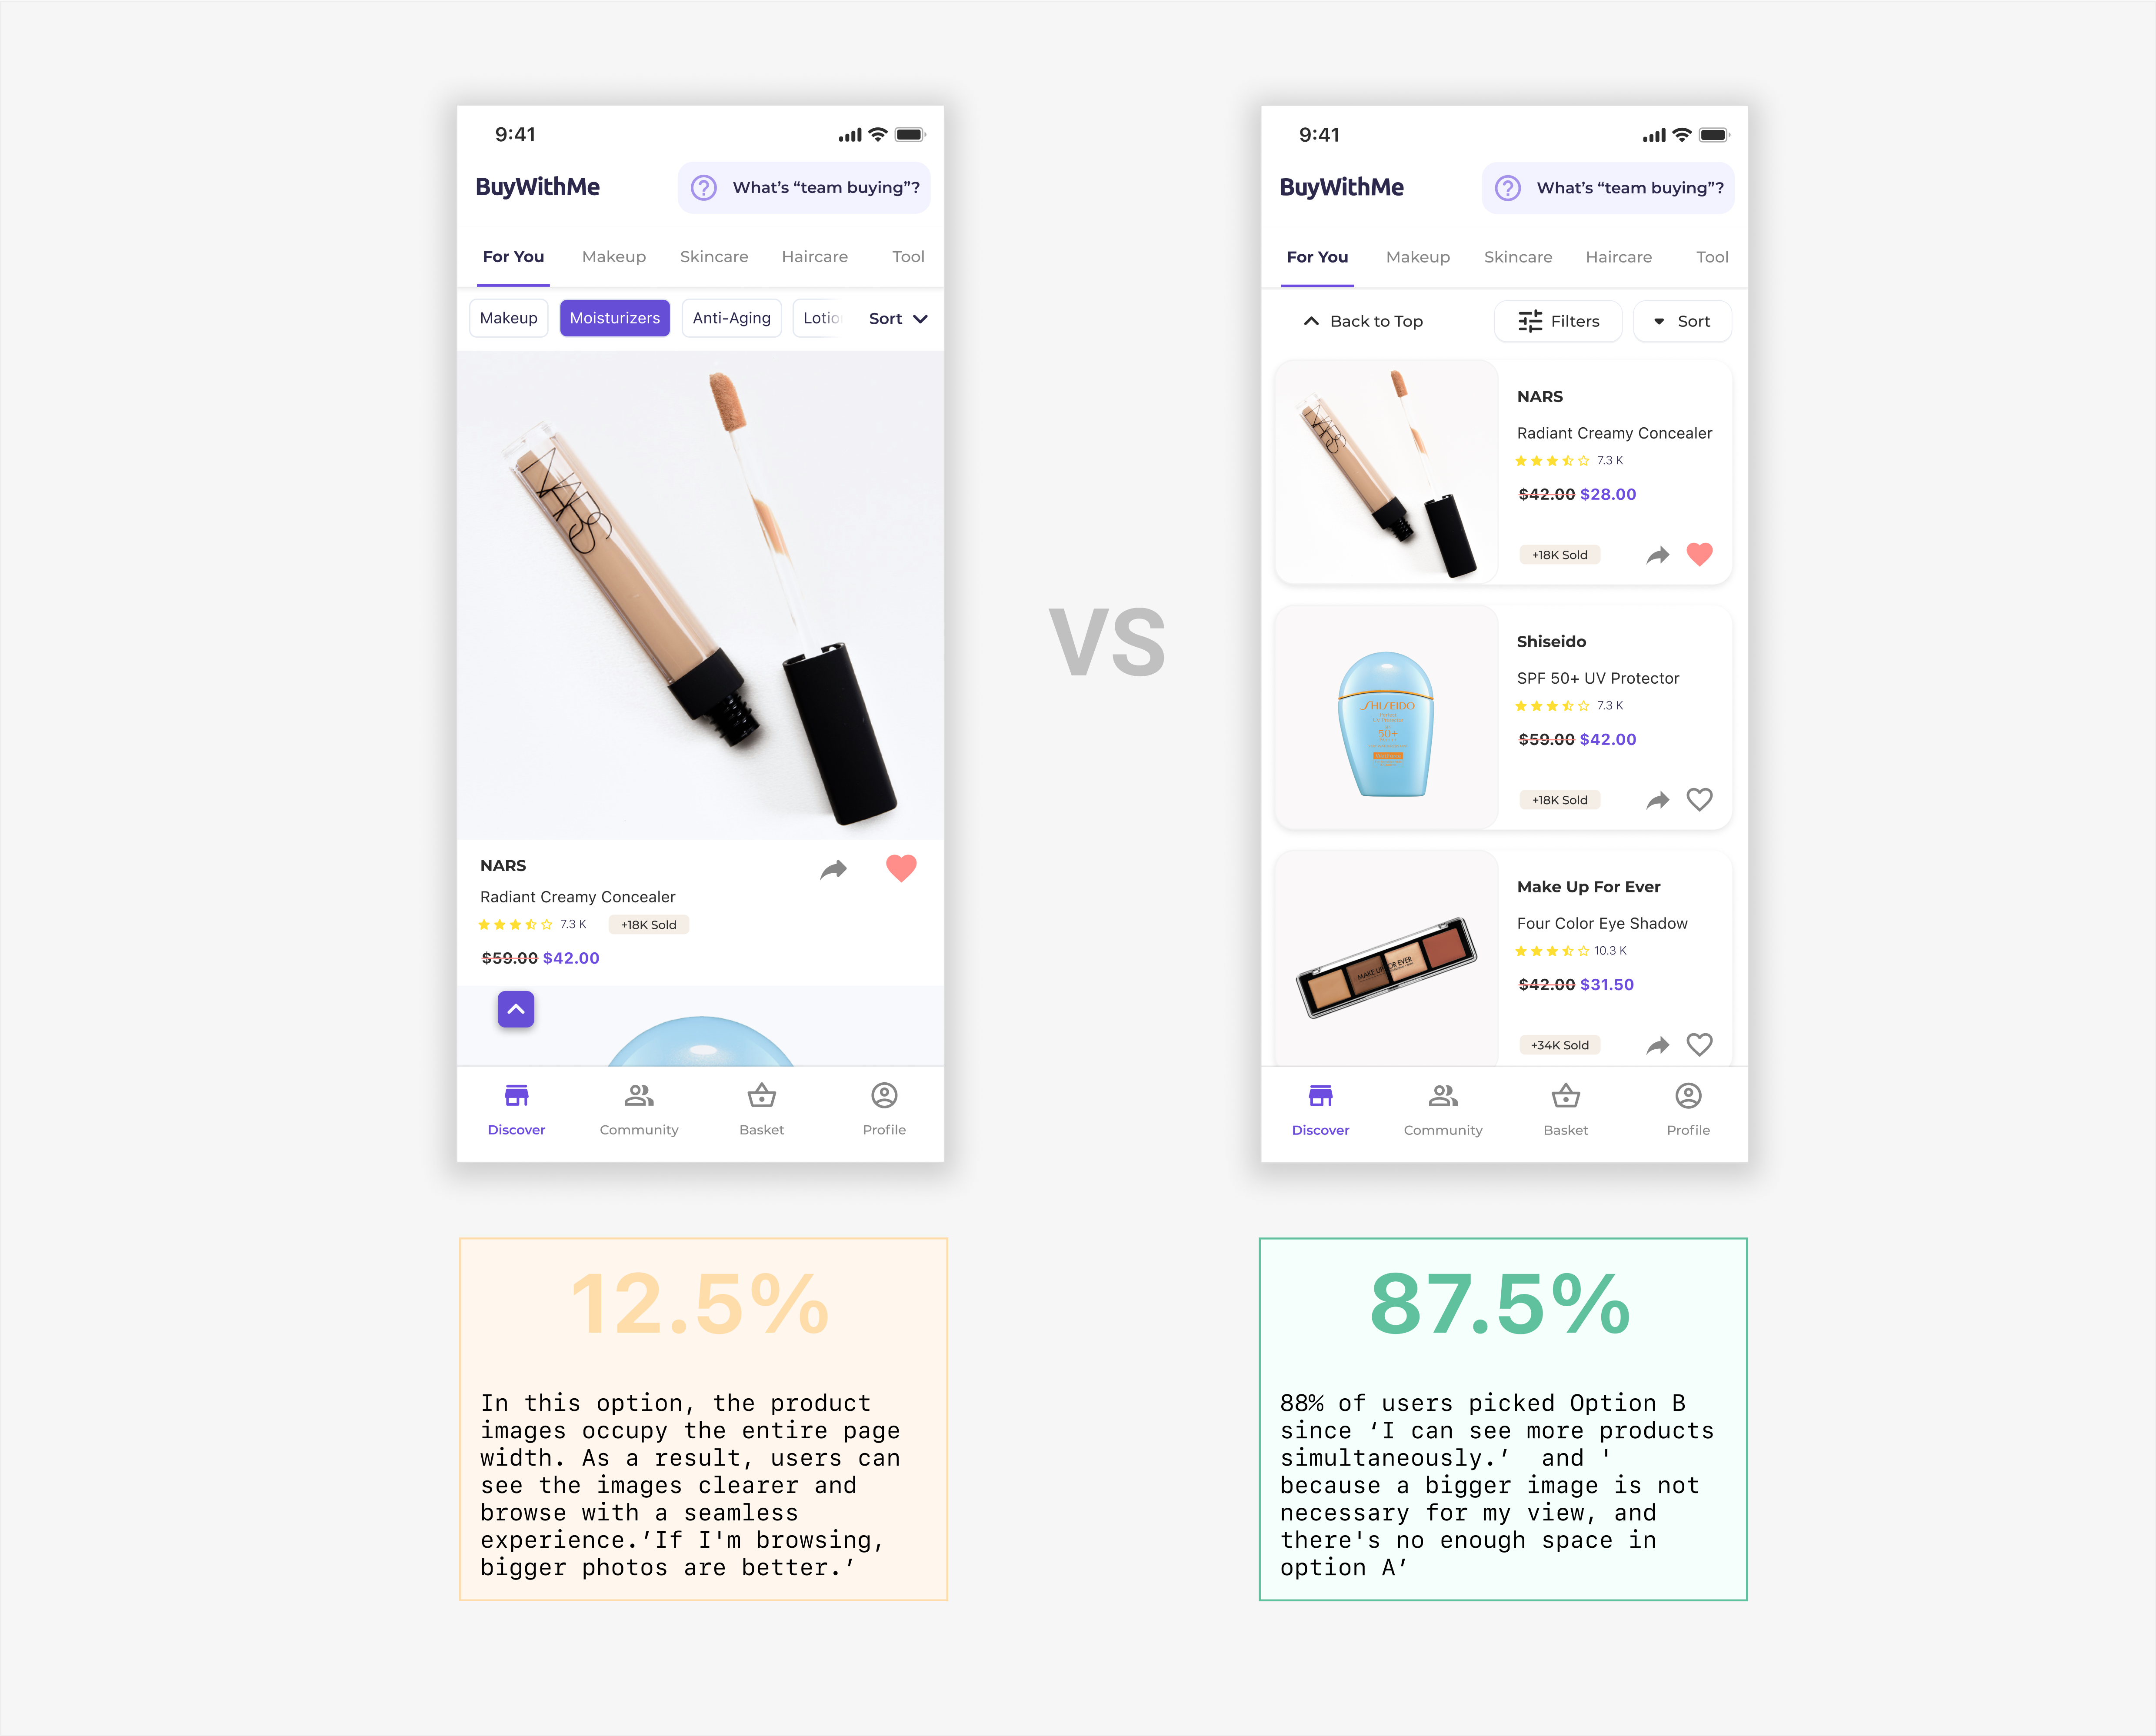 9:41
BuyWithMe
What's “team buying”?
For You Makeup Skincare Haircare Tool
Makeup Moisturizers Anti-Aging Lotio Sort
NARS
NARS
Radiant Creamy Concealer
7.3 K +18K Sold
$59.00 $42.00
Discover Community Basket Profile
VS
9:41
BuyWithMe
What's “team buying”?
For You Makeup Skincare Haircare Tool
Back to Top Filters Sort
NARS
NARS
Radiant Creamy Concealer
7.3 K
$42.00 $28.00
+18K Sold
SHISEIDO
50+
Shiseido
SPF 50+ UV Protector
7.3 K
$59.00 $42.00
+18K Sold
MAKE UP FOR EVER
Make Up For Ever
Four Color Eye Shadow
10.3 K
$42.00 $31.50
+34K Sold
Discover Community Basket Profile
12.5%
In this option, the product
images occupy the entire page
width. As a result, users can
see the images clearer and
browse with a seamless
experience.’If I'm browsing,
bigger photos are better.’
87.5%
88% of users picked Option B
since ‘I can see more products
simultaneously.’  and '
because a bigger image is not
necessary for my view, and
there's no enough space in
option A’